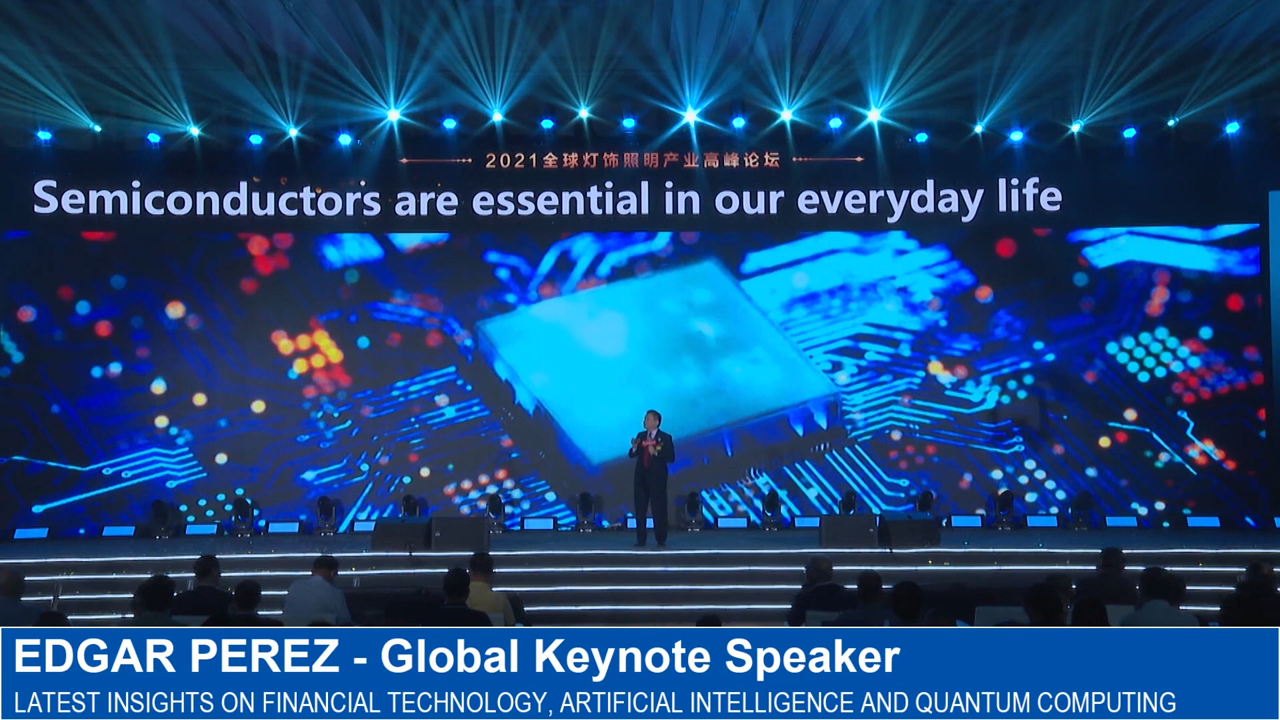 2021全球灯饰照明产业高峰论坛
Semiconductors are essential in our everyday life
EDGAR PEREZ - Global Keynote Speaker
LATEST INSIGHTS ON FINANCIAL TECHNOLOGY, ARTIFICIAL INTELLIGENCE AND QUANTUM COMPUTING